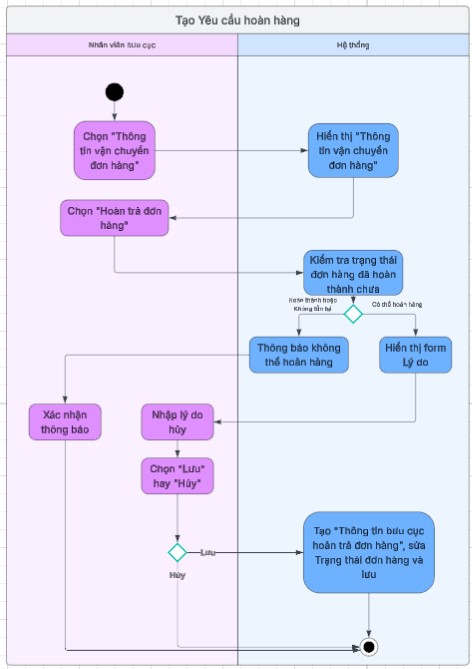 Tạo Yêu cầu hoàn hàng
Nhân viên bưu cục
Hệ thống
Chọn "Thông
tin vận chuyển
đơn hàng"
Hiển thị "Thông
tin vận chuyển
đơn hàng"
Chọn "Hoàn trả đơn
hàng"
Kiểm tra trạng thái
đơn hàng đã hoàn
thành chưa
Hoàn thành hoặc
Không tồn tại
Có thể hoàn hàng
Thông báo không
thể hoàn hàng
Hiển thị form
Lý do
Xác nhận
thông báo
Nhập lý do
hủy
Chọn "Lưu"
hay "Hủy"
Lưu
Hủy
Tạo "Thông tin bưu cục
hoàn trả đơn hàng", sửa
Trạng thái đơn hàng và
lưu